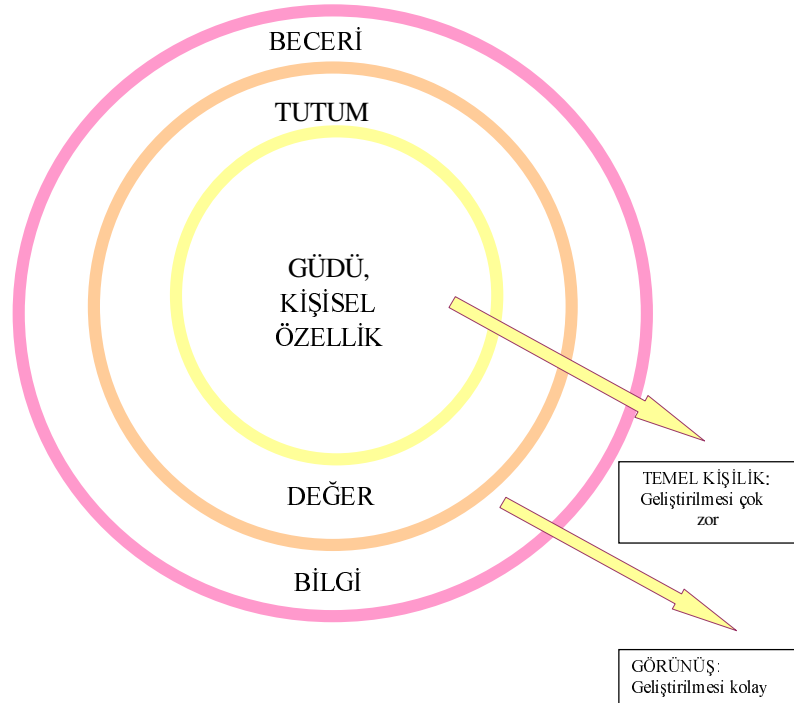 BECERİ
TUTUM
GÜDÜ,
KİŞİSEL
ÖZELLİK
DEĞER
BİLGİ
TEMEL KİŞİLİK:
Geliştirilmesi çok
zor
GÖRÜNÜŞ:
Geliştirilmesi kolay